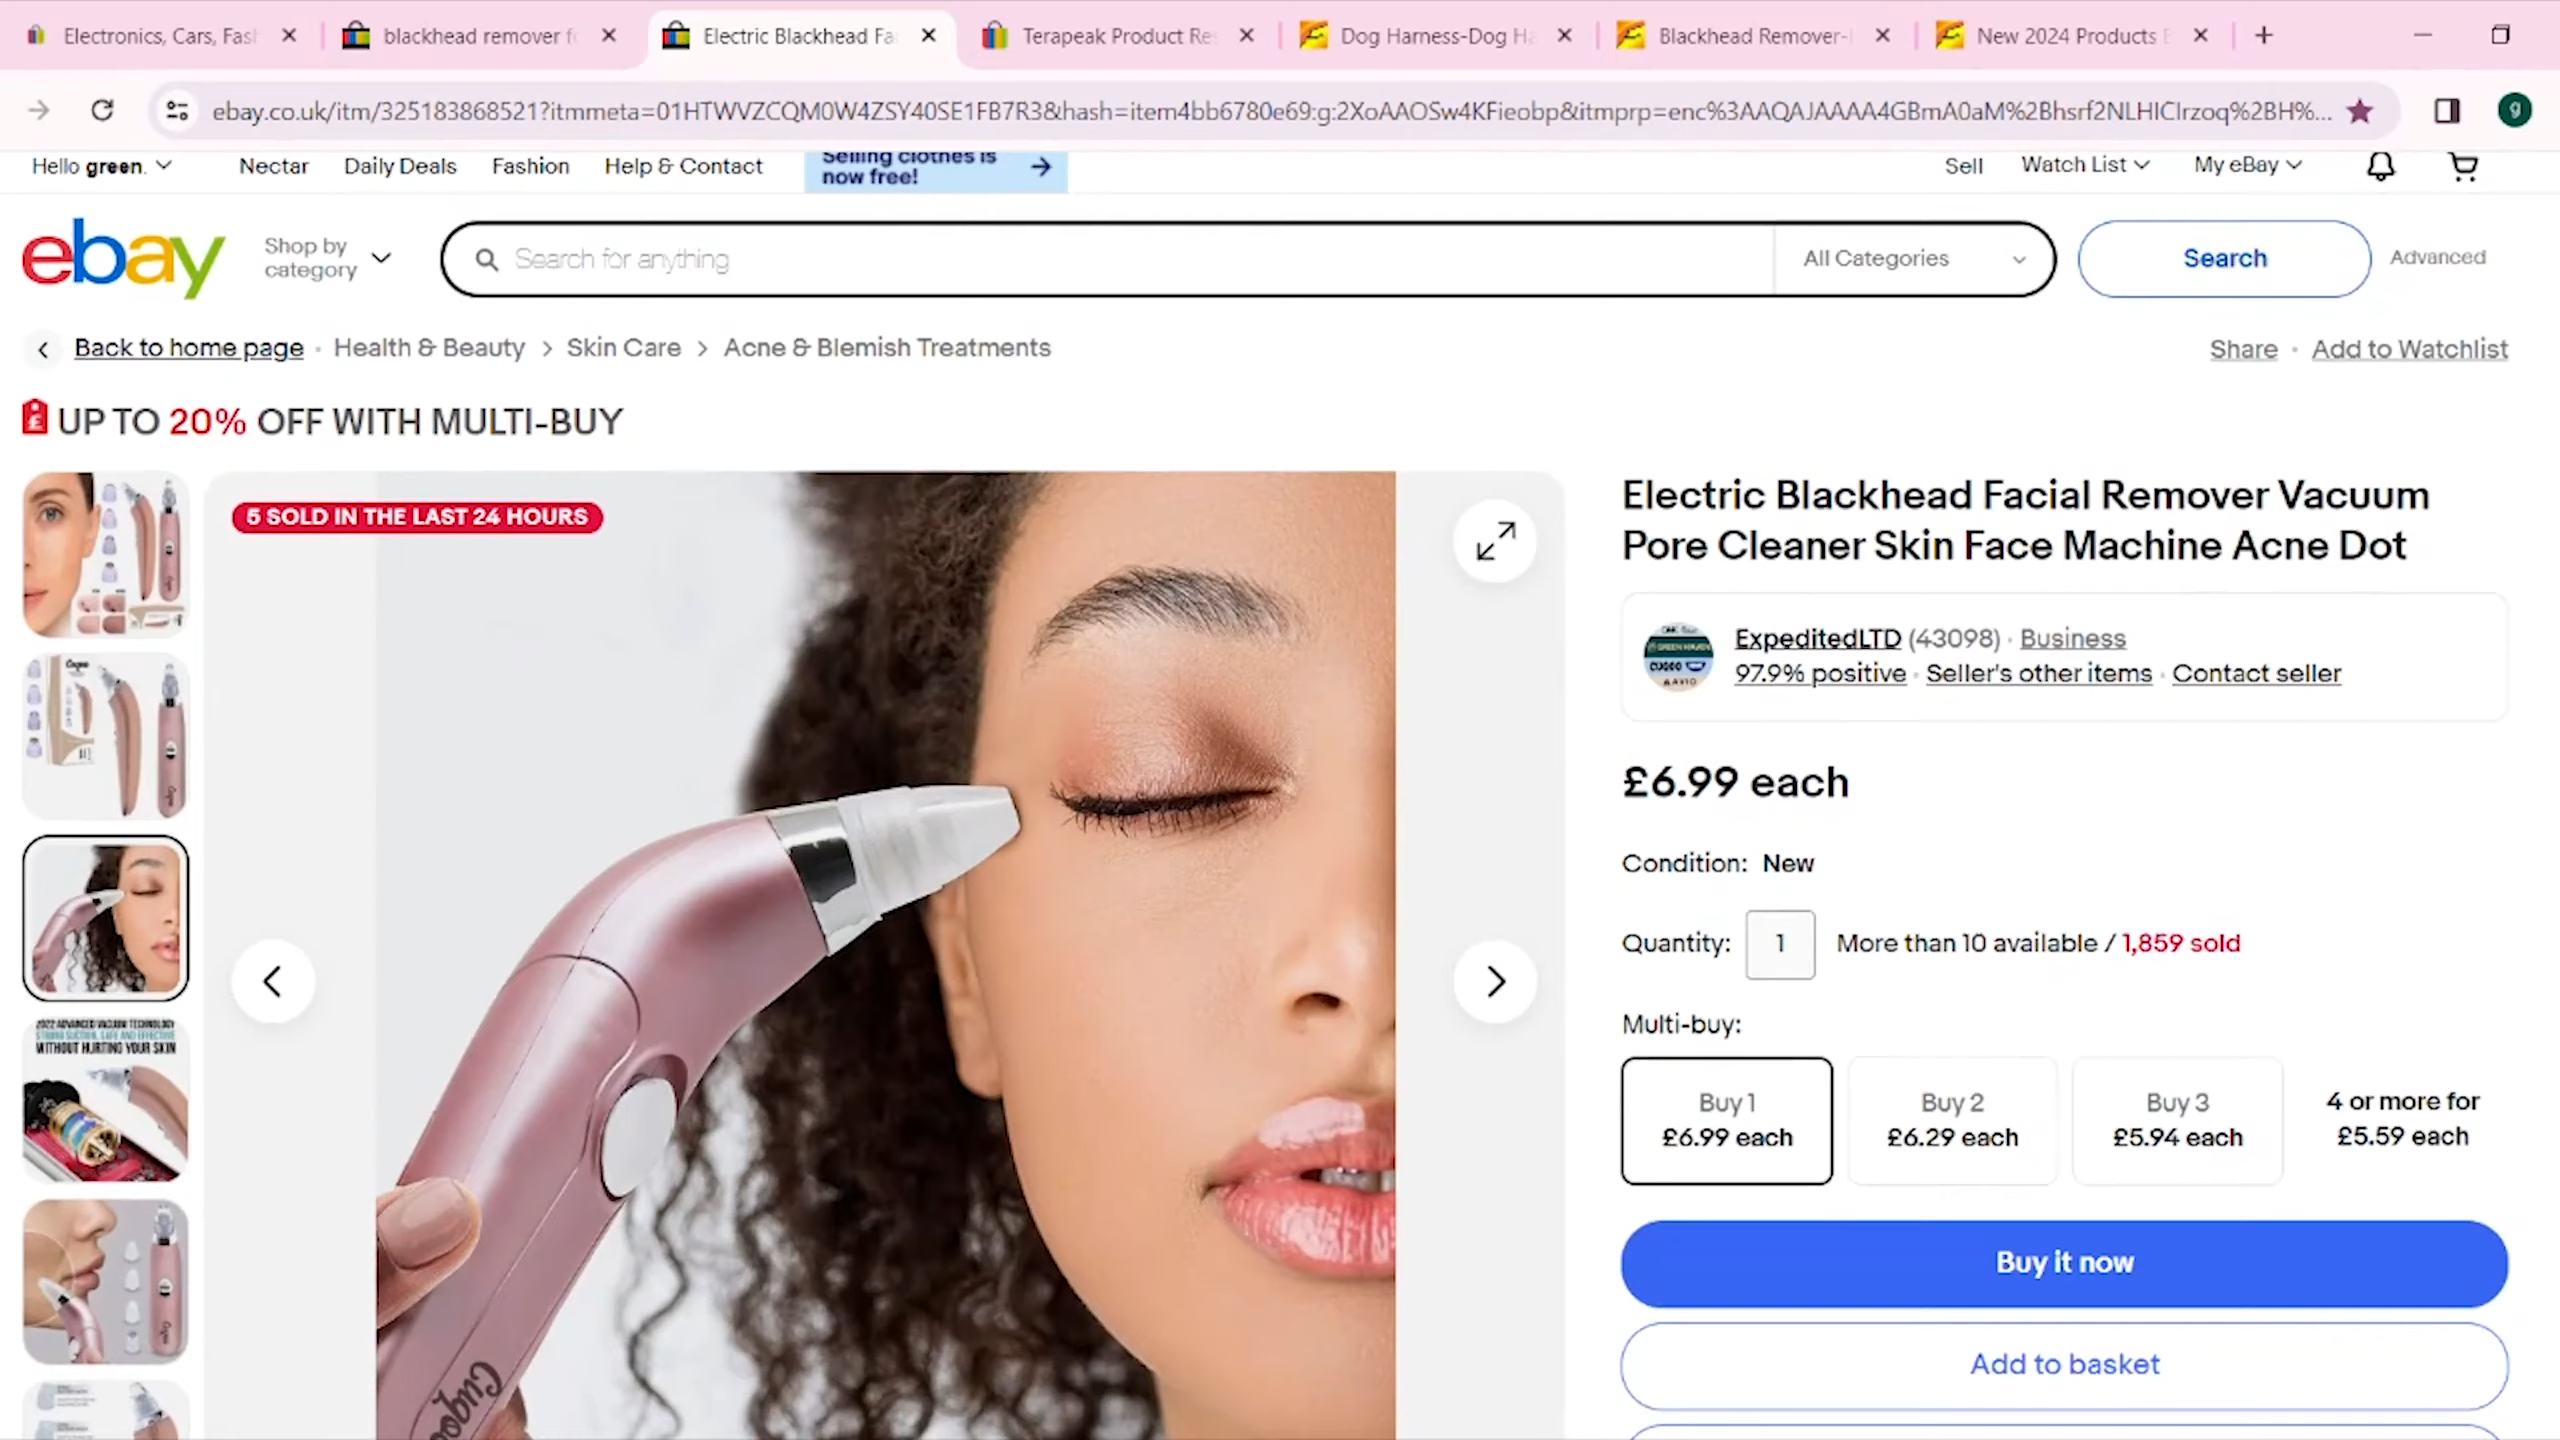 Electronics, Cars, Fas
blackhead remover f
Electric Blackhead Fa
Terapeak Product Re
Dog Harness-Dog H
Blackhead Remover-
New 2024 Products
ebay.co.uk/itm/325183868521?itmmeta=01HTWVZCQM0W4ZSY40SE1FB7R3&hash=item4bb6780e69:g:2XoAAOSw4KFieobp&itmprp=enc%3AAQAJAAAA4GBmA0aM%2Bhsrf2NLHIClrzoq%2BH%...
g
Hello green.
Nectar
Daily Deals
Fashion
Help & Contact
Selling clothes is
now free!
Sell
Watch List
My eBay
ebay
Shop by
category
Search for anything
All Categories
Search
Advanced
Back to home page
Health & Beauty > Skin Care > Acne & Blemish Treatments
Share
Add to Watchlist
UP TO 20% OFF WITH MULTI-BUY
5 SOLD IN THE LAST 24 HOURS
Electric Blackhead Facial Remover Vacuum
Pore Cleaner Skin Face Machine Acne Dot
ExpeditedLTD (43098) · Business
97.9% positive · Seller's other items · Contact seller
£6.99 each
Condition: New
Quantity: 1 More than 10 available / 1,859 sold
Multi-buy:
Buy 1
£6.99 each
Buy 2
£6.29 each
Buy 3
£5.94 each
4 or more for
£5.59 each
Buy it now
Add to basket
2022 ADVANCED VACUUM TECHNOLOGY
STRONG SUCTION, SAFE AND EFFECTIVE
WITHOUT HURTING YOUR SKIN
Cuqoo